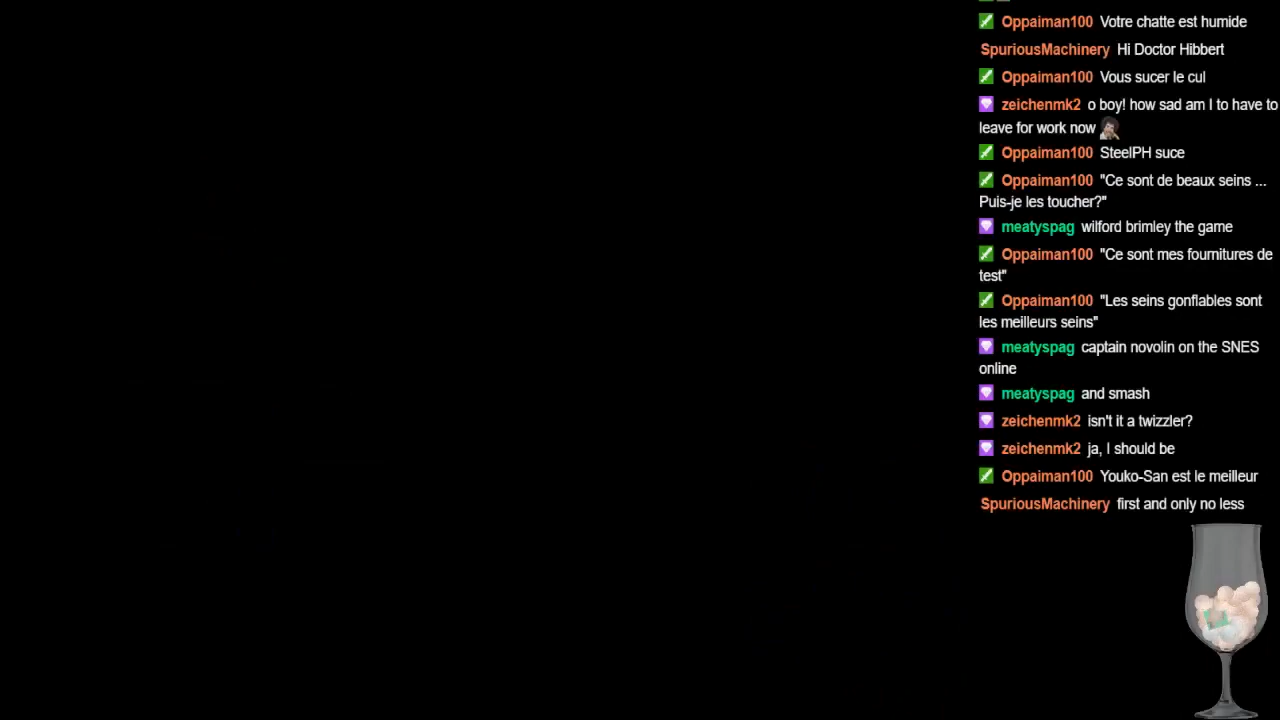 Oppaiman100 Votre chatte est humide
SpuriousMachinery Hi Doctor Hibbert
Oppaiman100 Vous sucer le cul
zeichenmk2 o boy! how sad am I to have to
leave for work now
Oppaiman100 SteelPH suce
Oppaiman100 "Ce sont de beaux seins ...
Puis-je les toucher?"
meatyspag wilford brimley the game
Oppaiman100 "Ce sont mes fournitures de
test"
Oppaiman100 "Les seins gonflables sont
les meilleurs seins"
meatyspag captain novolin on the SNES
online
meatyspag and smash
zeichenmk2 isn't it a twizzler?
zeichenmk2 ja, I should be
Oppaiman100 Youko-San est le meilleur
SpuriousMachinery first and only no less